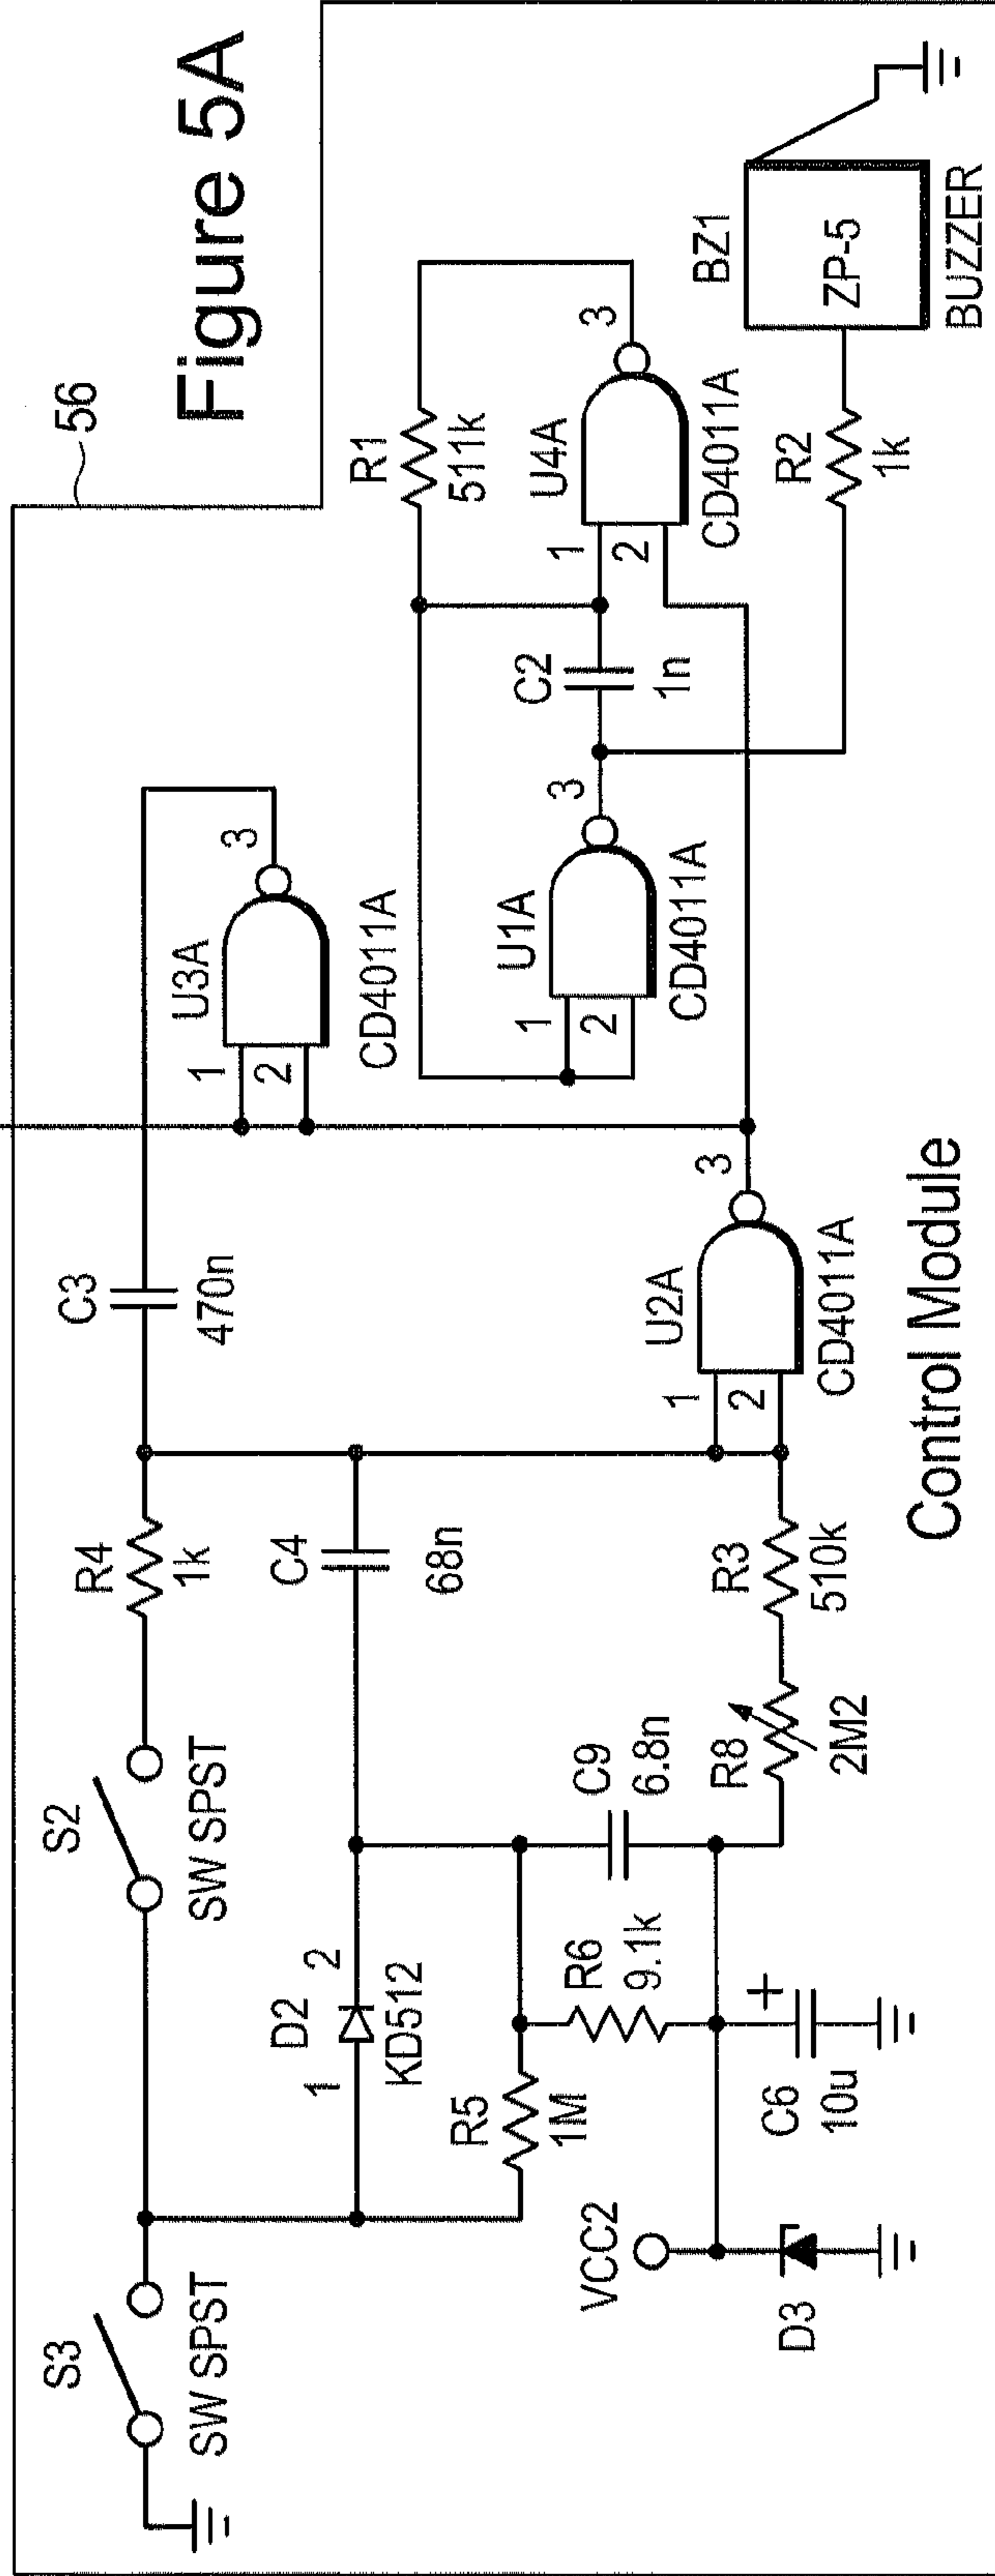 Figure 5A
56
S3
SW SPST
S2
SW SPST
R4
1k
C3
470n
U3A
1
2
3
CD4011A
D2
1
2
KD512
C4
68n
R5
1M
R6
9.1k
C9
6.8n
VCC2
D3
C6
+
10u
R8
2M2
R3
510k
U2A
1
2
3
CD4011A
U1A
1
2
3
CD4011A
C2
1n
R1
511k
U4A
1
2
3
CD4011A
R2
1k
BZ1
ZP-5
BUZZER
Control Module